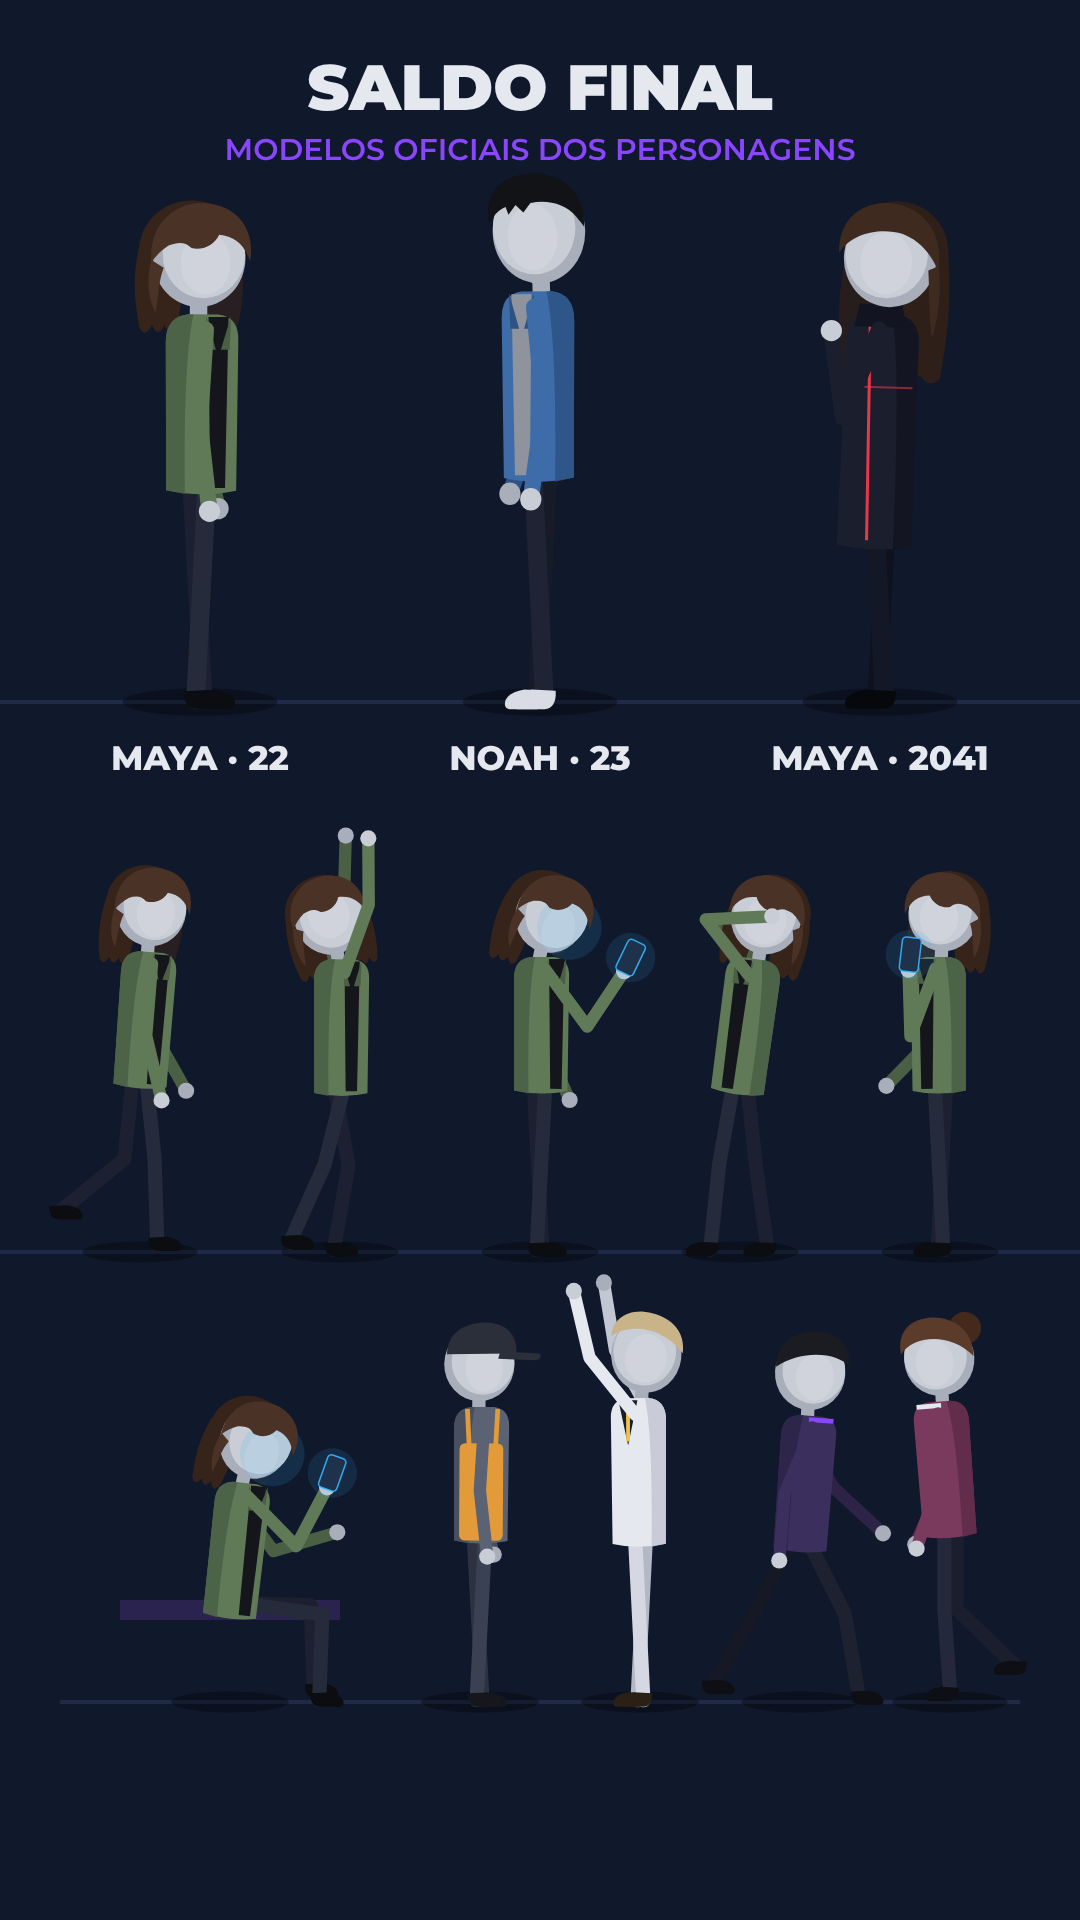 SALDO FINAL
MODELOS OFICIAIS DOS PERSONAGENS
MAYA • 22
NOAH • 23
MAYA • 2041